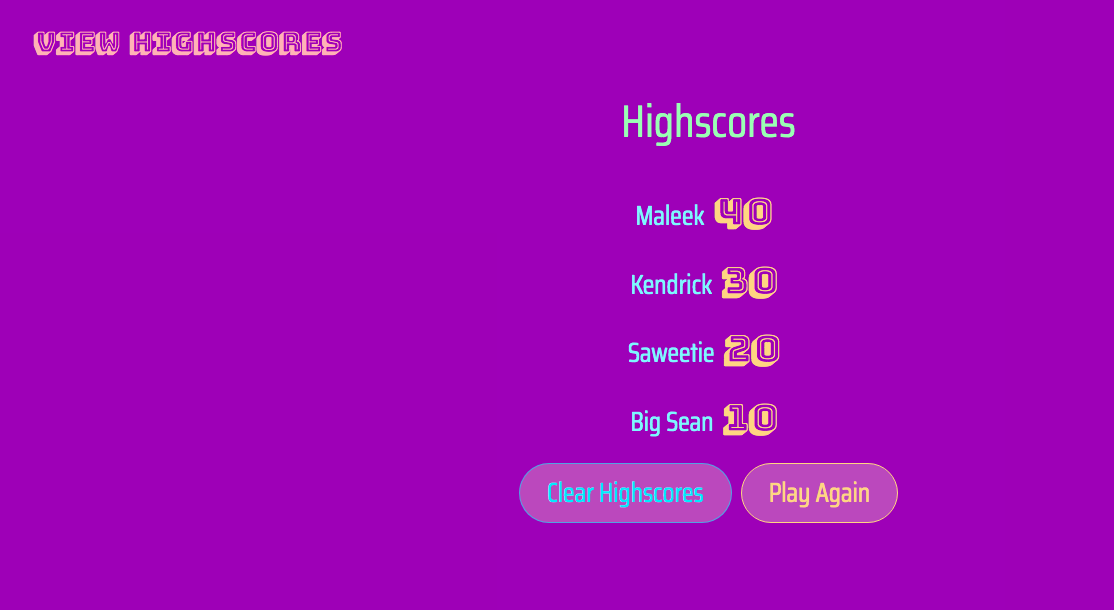 VIEW HIGHSCORES
Highscores
Maleek 40
Kendrick 30
Saweetie 20
Big Sean 10
Clear Highscores Play Again